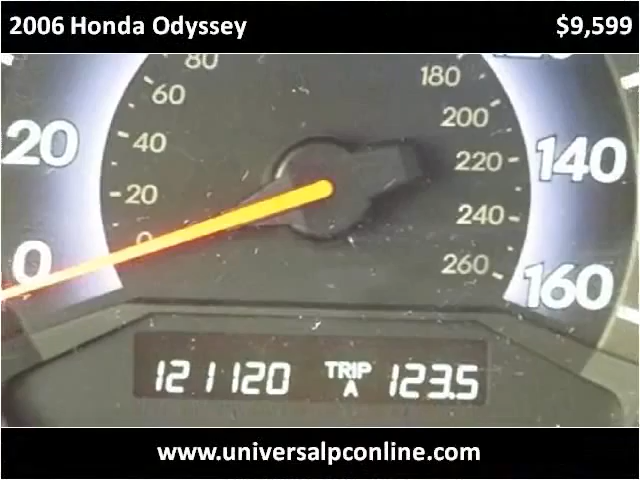 2006 Honda Odyssey $9,599
80 180
60 200
20 40 220 140
20 240
0 0 260 160
121120 TRIP A 123.5
www.universalpconline.com